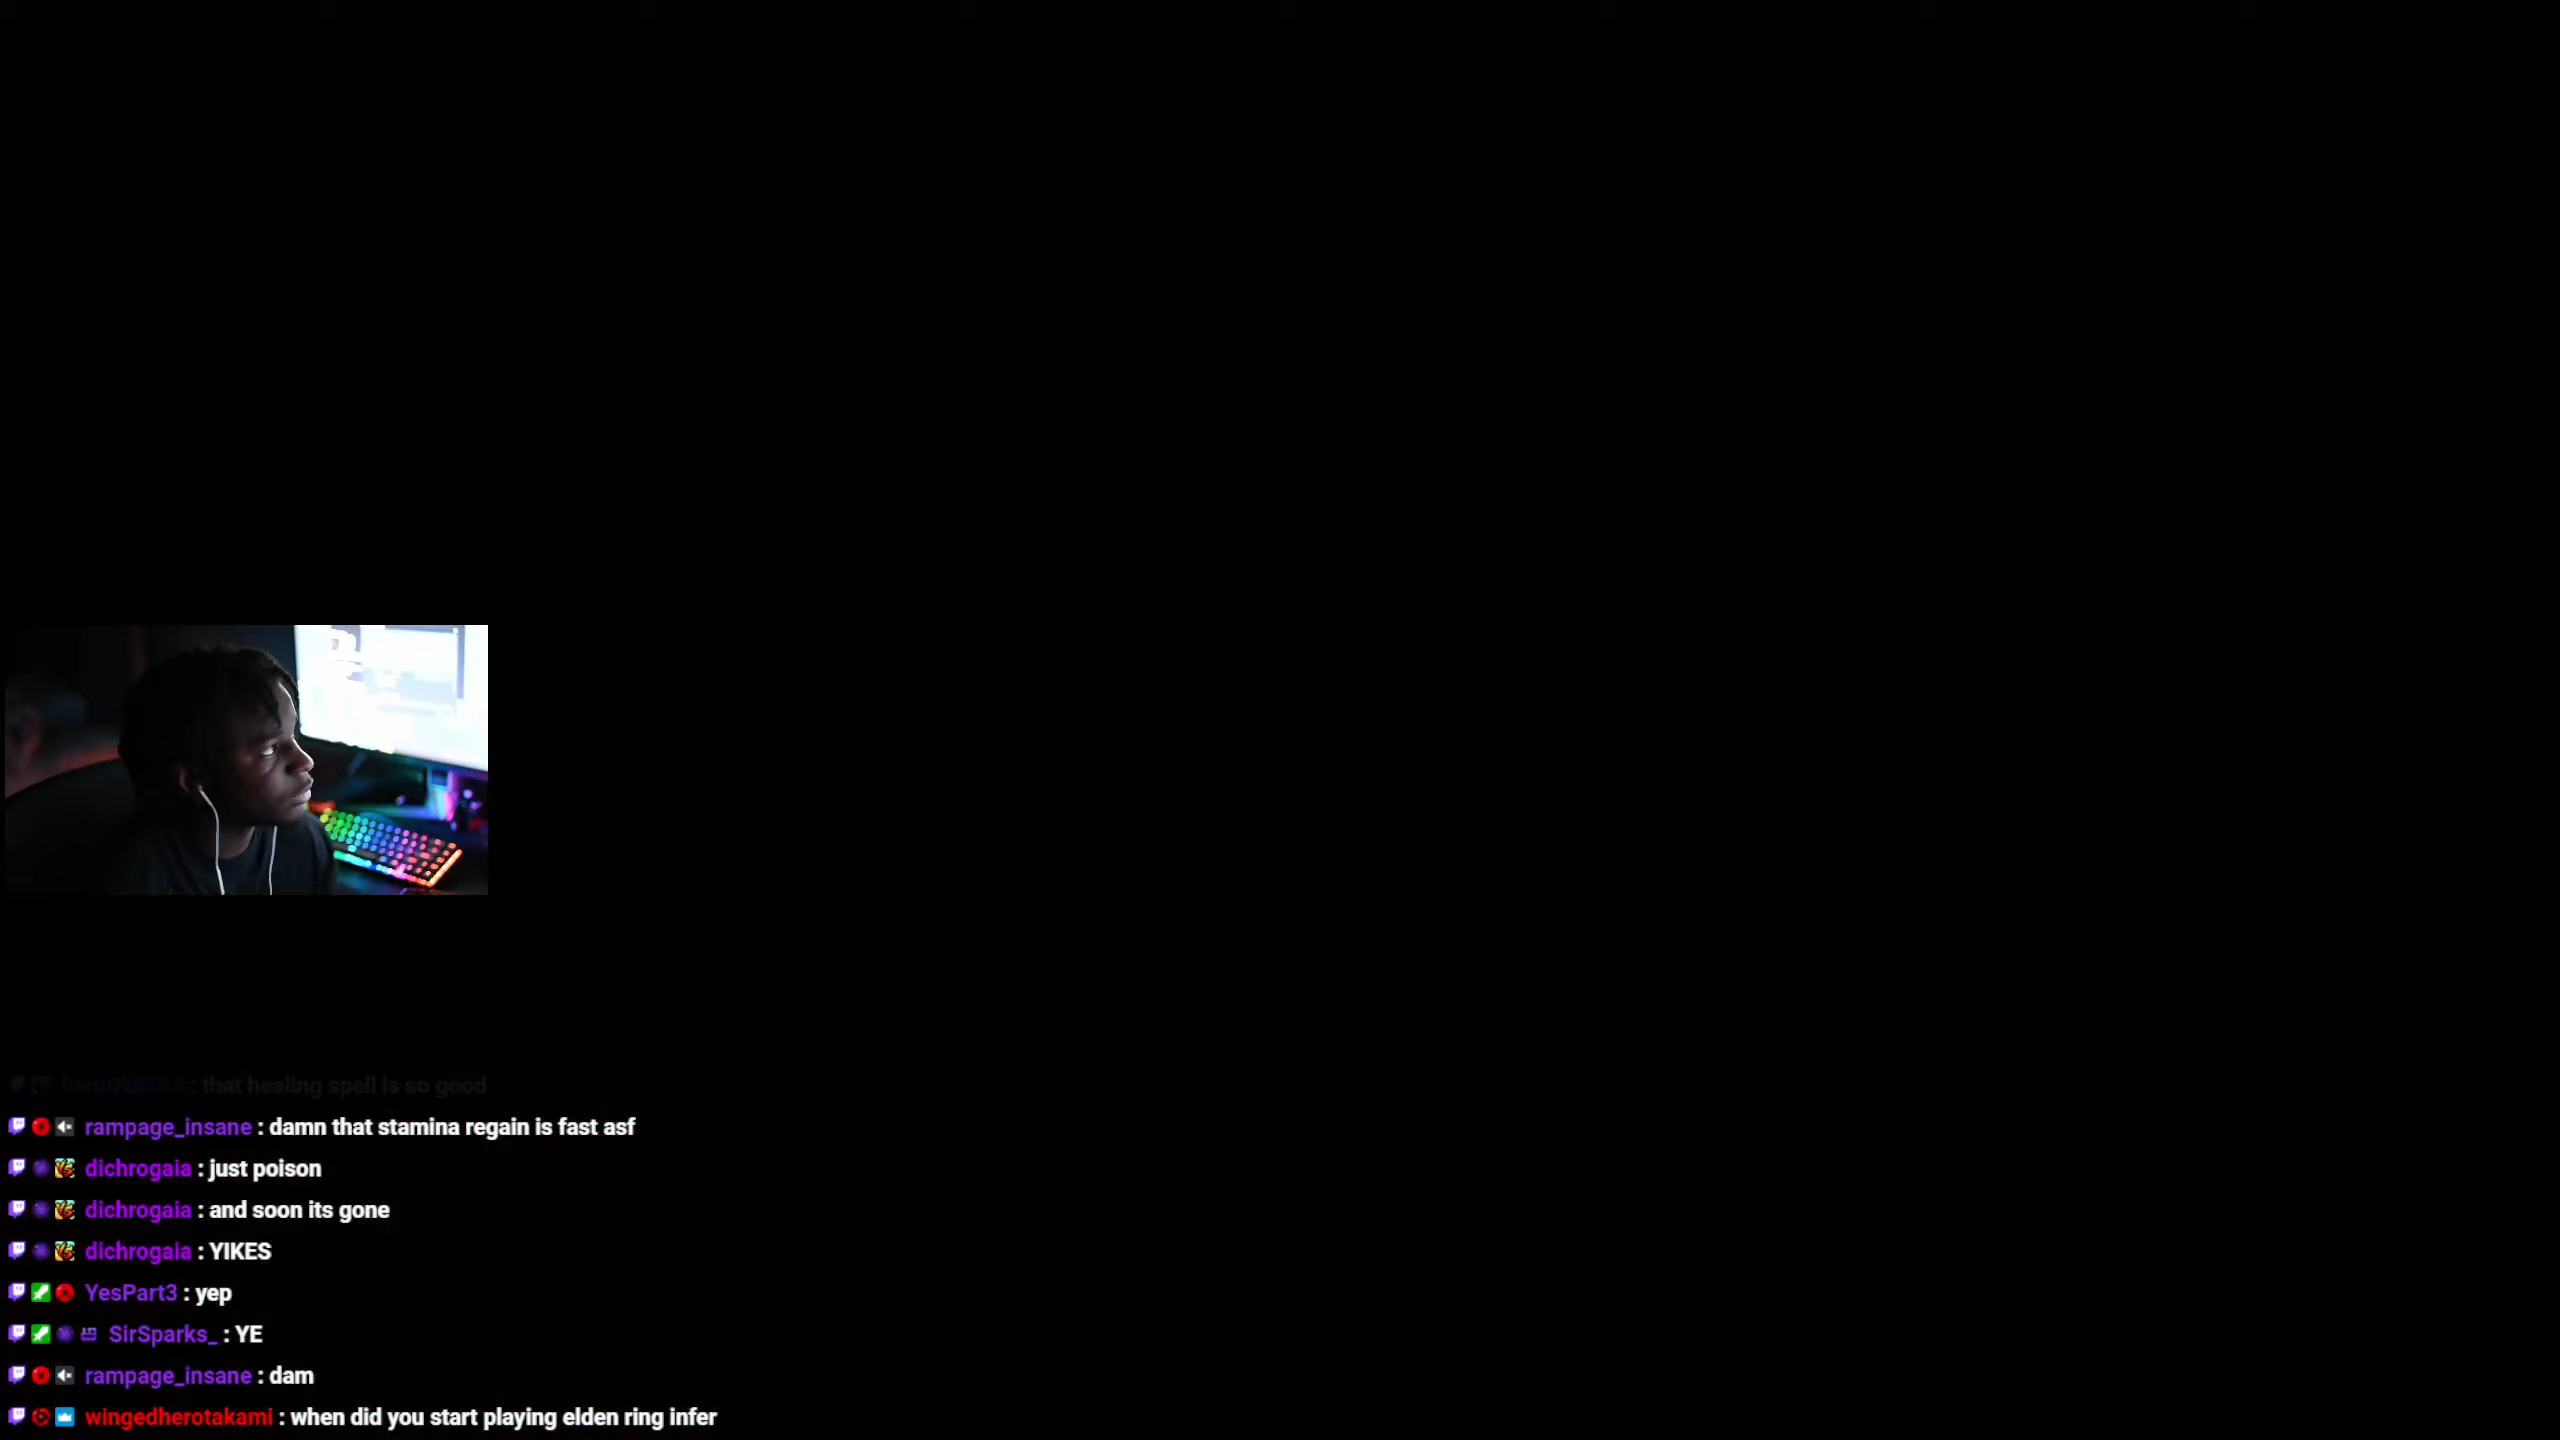 : that healing spell is so good
rampage_insane : damn that stamina regain is fast asf
dichrogaia : just poison
dichrogaia : and soon its gone
dichrogaia : YIKES
YesPart3 : yep
SirSparks_ : YE
rampage_insane : dam
wingedherotakami : when did you start playing elden ring infer